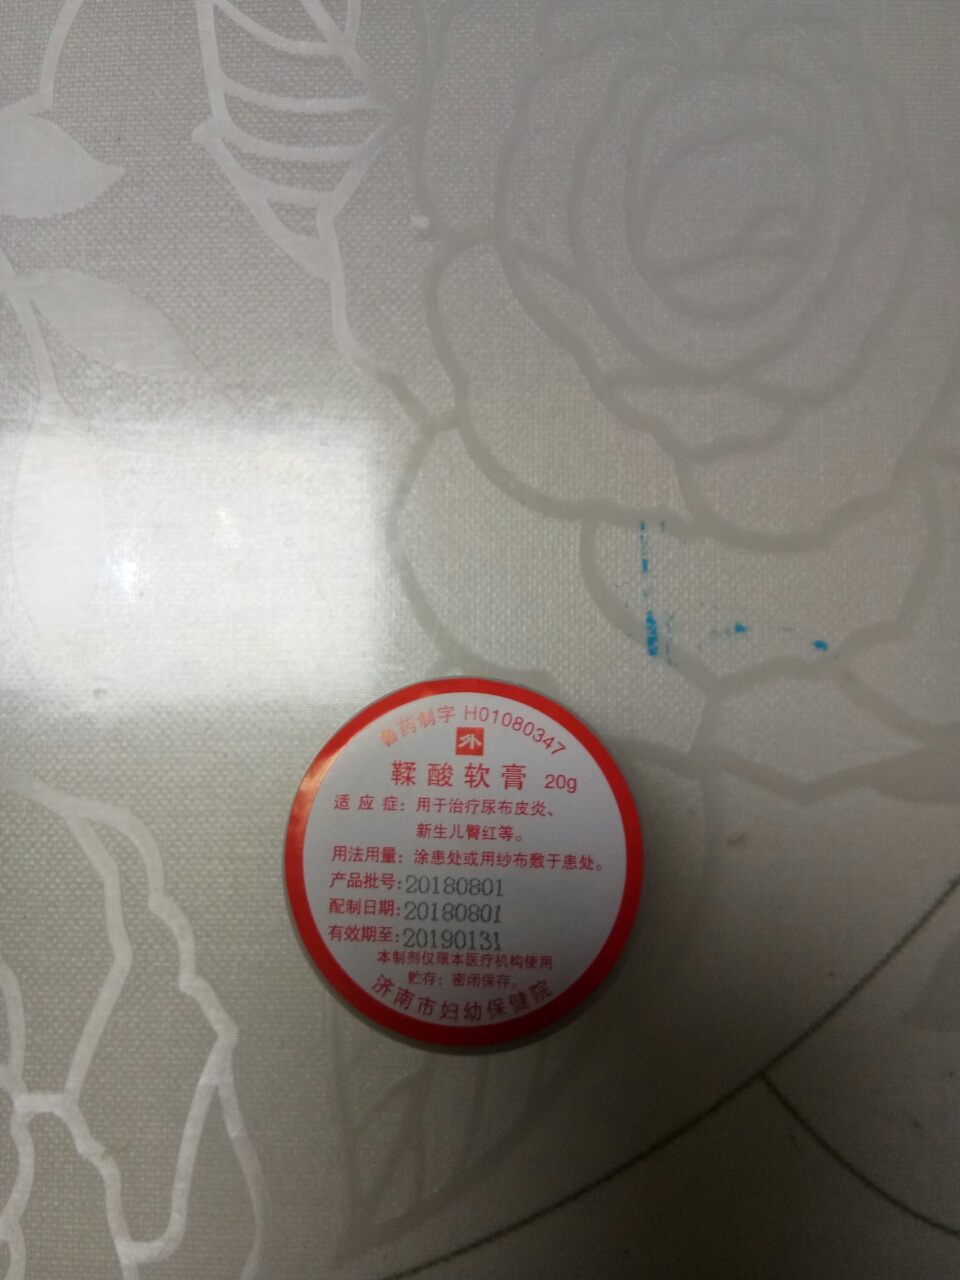 鲁药制字 H01080347
外
鞣酸软膏 20g
适应症：用于治疗尿布皮炎、
新生儿臀红等。
用法用量：涂患处或用纱布敷于患处。
产品批号:20180801
配制日期:20180801
有效期至:20190131
本制剂仅限本医疗机构使用
贮存：密闭保存。
济南市妇幼保健院